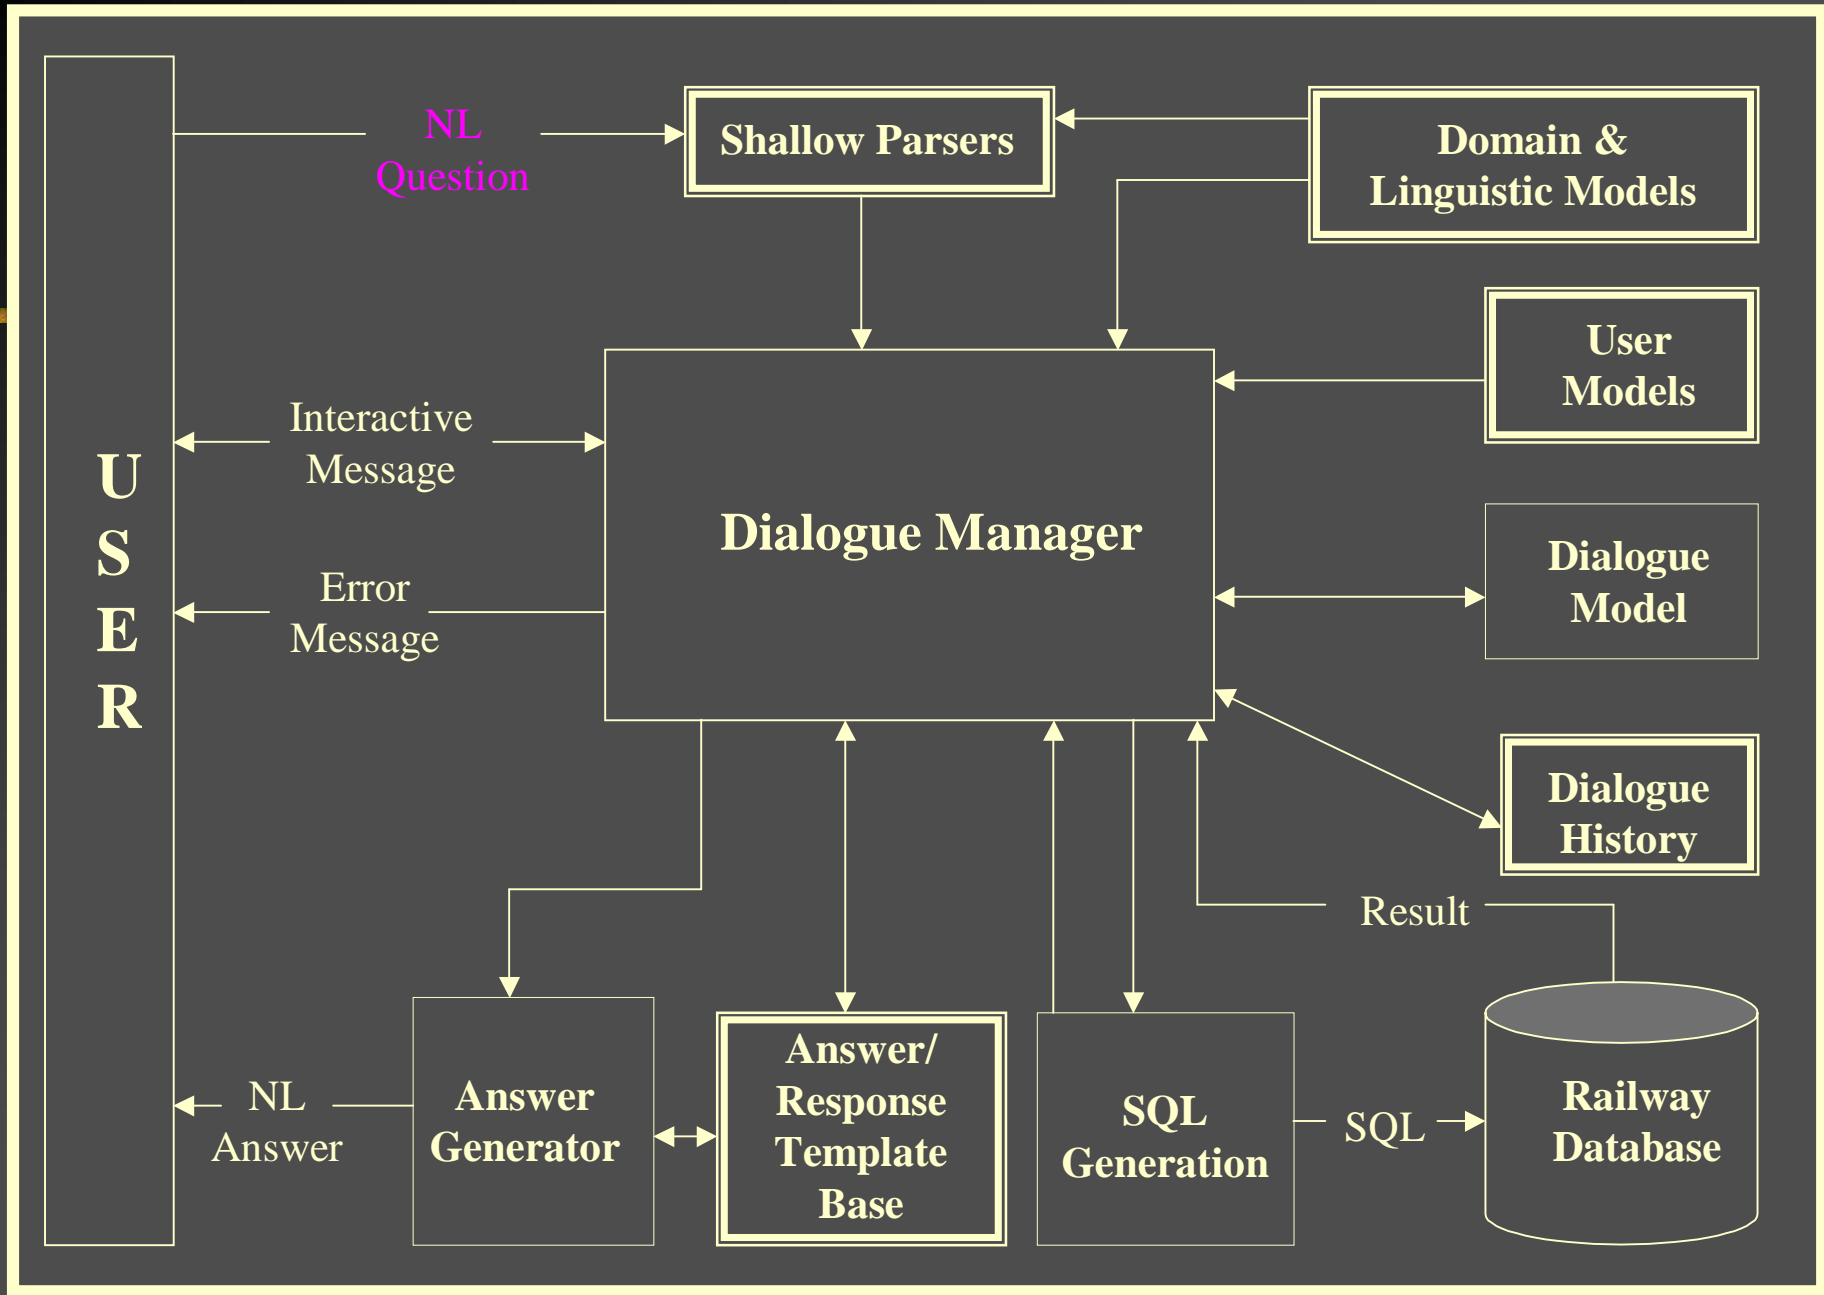 NL
Question
Shallow Parsers
Domain &
Linguistic Models
User
Models
Interactive
Message
U
S
E
R
Dialogue Manager
Dialogue
Model
Error
Message
Dialogue
History
Result
NL
Answer
Answer
Generator
Answer/
Response
Template
Base
SQL
Generation
SQL
Railway
Database